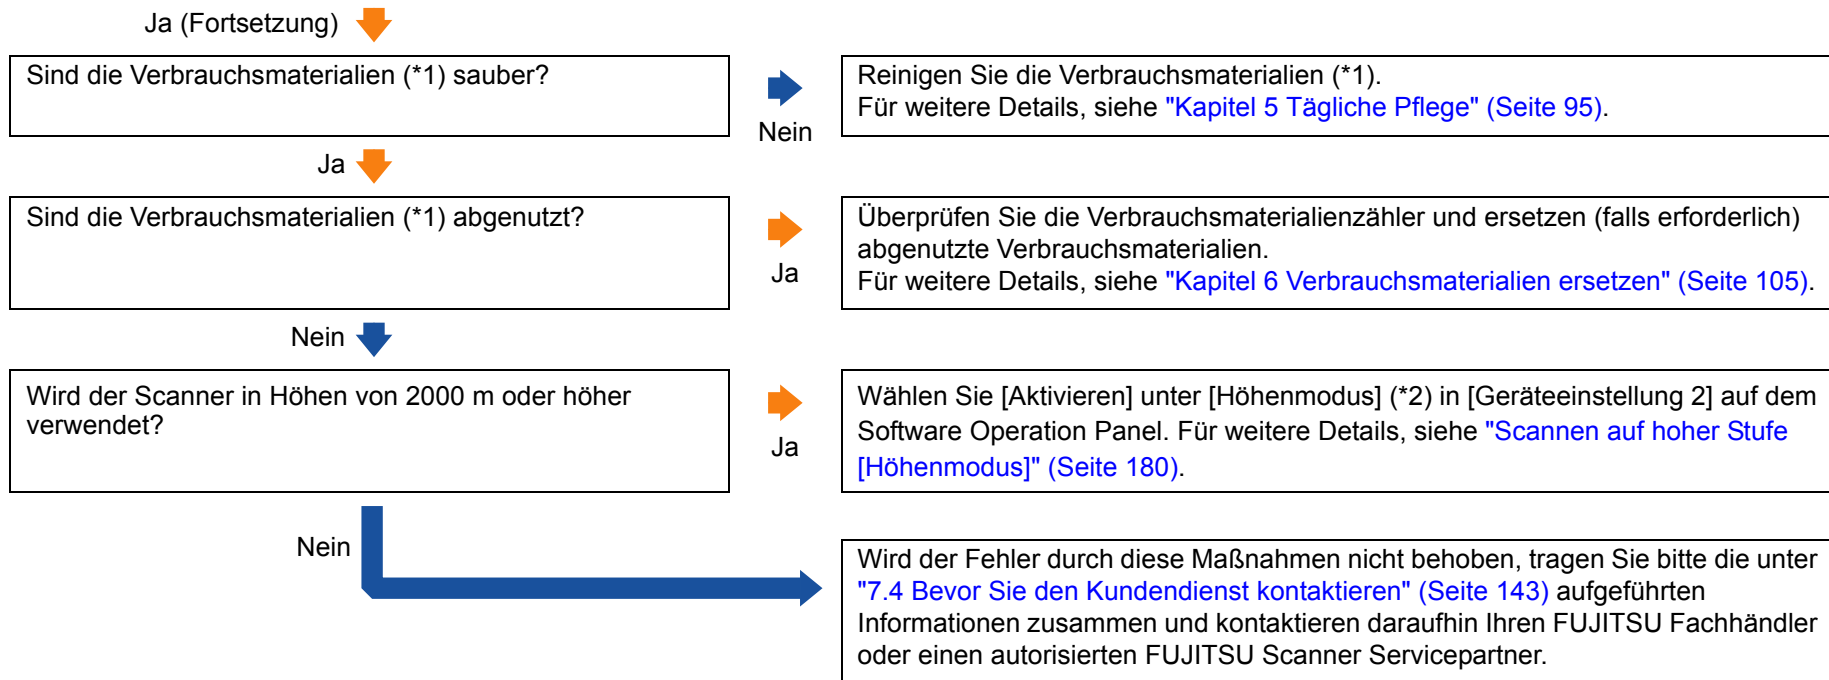 Ja (Fortsetzung)
Sind die Verbrauchsmaterialien (*1) sauber?
Nein
Reinigen Sie die Verbrauchsmaterialien (*1).
Für weitere Details, siehe "Kapitel 5 Tägliche Pflege" (Seite 95).
Ja
Sind die Verbrauchsmaterialien (*1) abgenutzt?
Ja
Überprüfen Sie die Verbrauchsmaterialienzähler und ersetzen (falls erforderlich)
abgenutzte Verbrauchsmaterialien.
Für weitere Details, siehe "Kapitel 6 Verbrauchsmaterialien ersetzen" (Seite 105).
Nein
Wird der Scanner in Höhen von 2000 m oder höher
verwendet?
Ja
Wählen Sie [Aktivieren] unter [Höhenmodus] (*2) in [Geräteeinstellung 2] auf dem
Software Operation Panel. Für weitere Details, siehe "Scannen auf hoher Stufe
[Höhenmodus]" (Seite 180).
Nein
Wird der Fehler durch diese Maßnahmen nicht behoben, tragen Sie bitte die unter
"7.4 Bevor Sie den Kundendienst kontaktieren" (Seite 143) aufgeführten
Informationen zusammen und kontaktieren daraufhin Ihren FUJITSU Fachhändler
oder einen autorisierten FUJITSU Scanner Servicepartner.